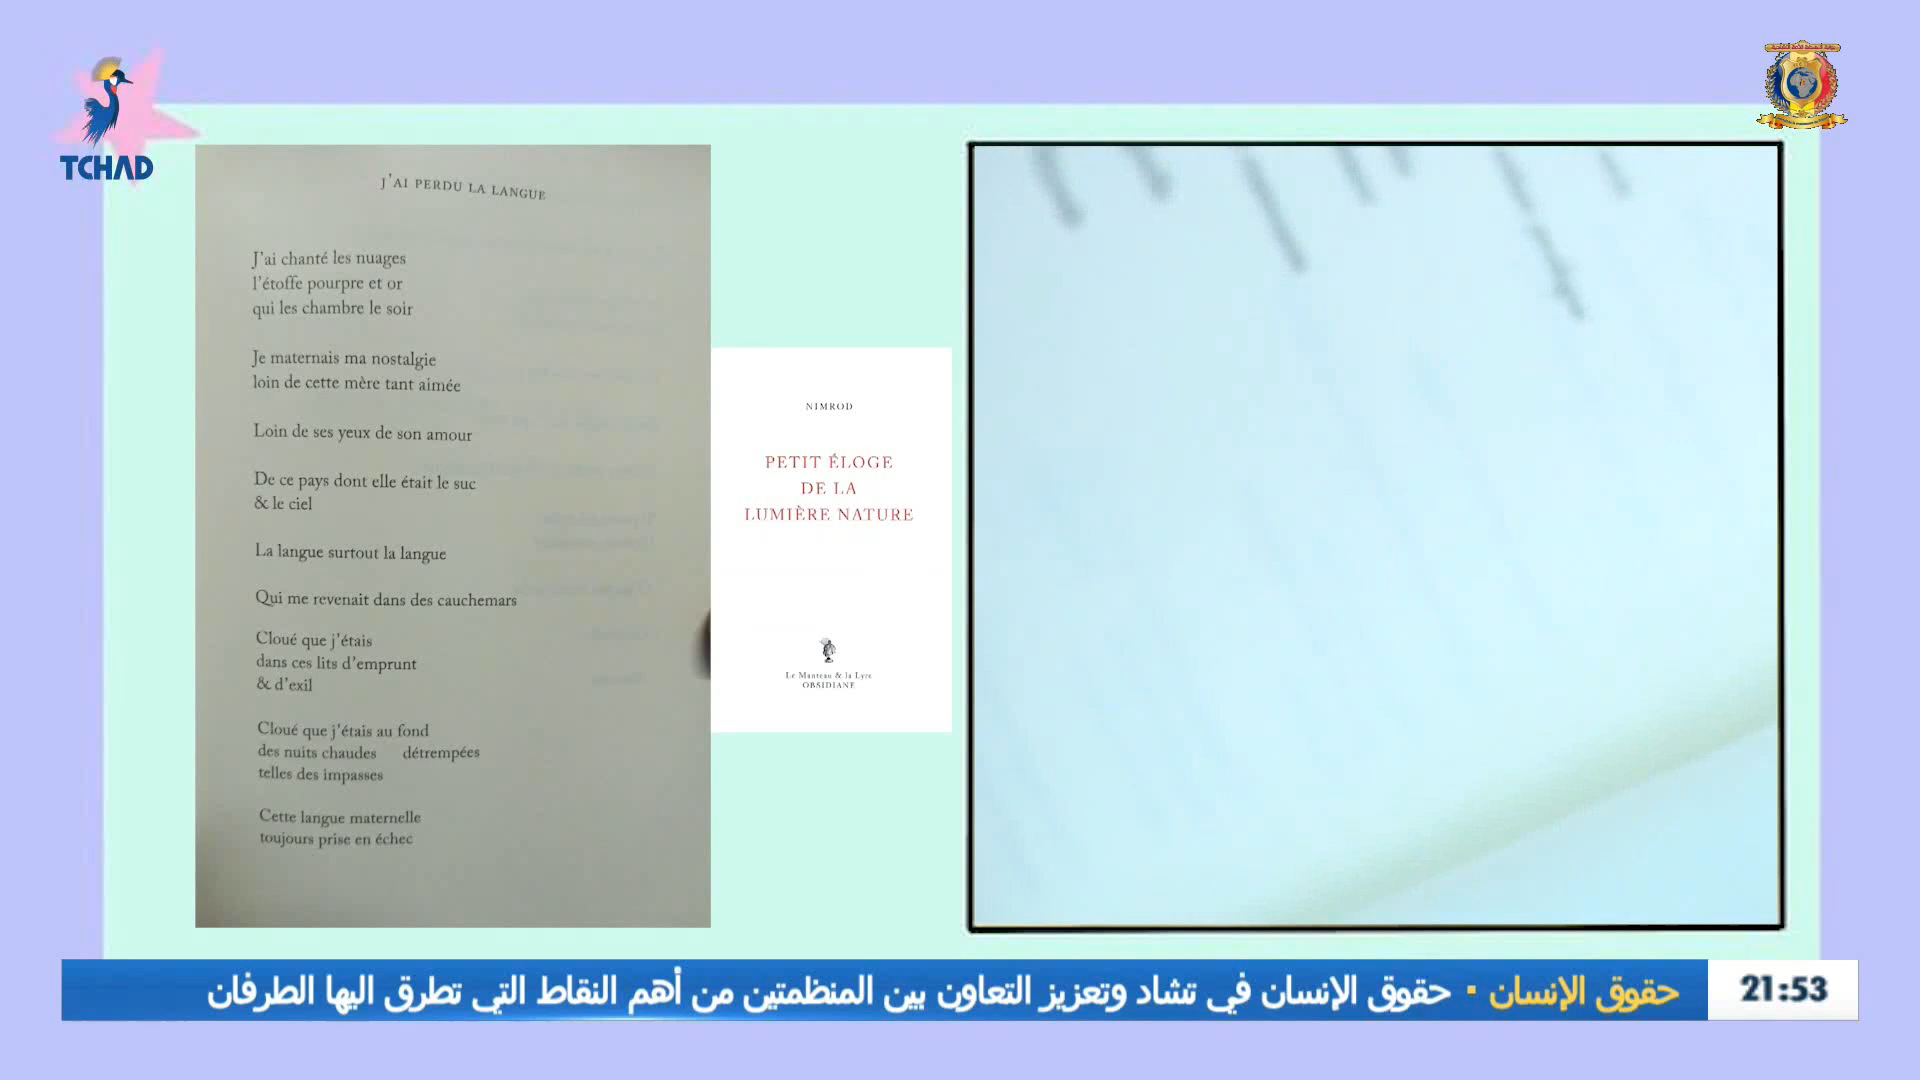 TCHAD
J'AI PERDU LA LANGUE
J'ai chanté les nuages
l'étoffe pourpre et or
qui les chambre le soir
Je maternais ma nostalgie
loin de cette mère tant aimée
Loin de ses yeux de son amour
De ce pays dont elle était le suc
& le ciel
La langue surtout la langue
Qui me revenait dans des cauchemars
Cloué que j'étais
dans ces lits d'emprunt
& d'exil
Cloué que j'étais au fond
des nuits chaudes détrempées
telles des impasses
Cette langue maternelle
toujours prise en échec
NIMROD
PETIT ÉLOGE
DE LA
LUMIÈRE NATURE
Le Manteau & la Lyre
OBSIDIANE
حقوق الإنسان · حقوق الإنسان في تشاد وتعزيز التعاون بين المنظمتين من أهم النقاط التي تطرق اليها الطرفان
21:53